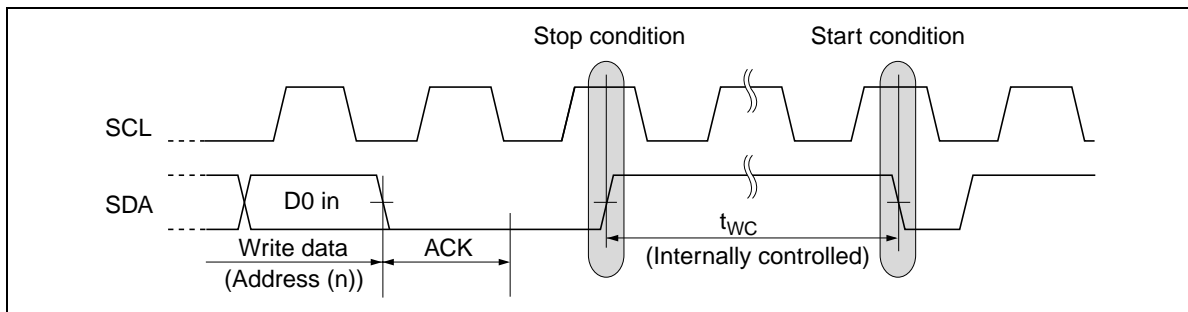 Stop condition
Start condition
SCL
SDA
D0 in
Write data
(Address (n))
ACK
tWC
(Internally controlled)